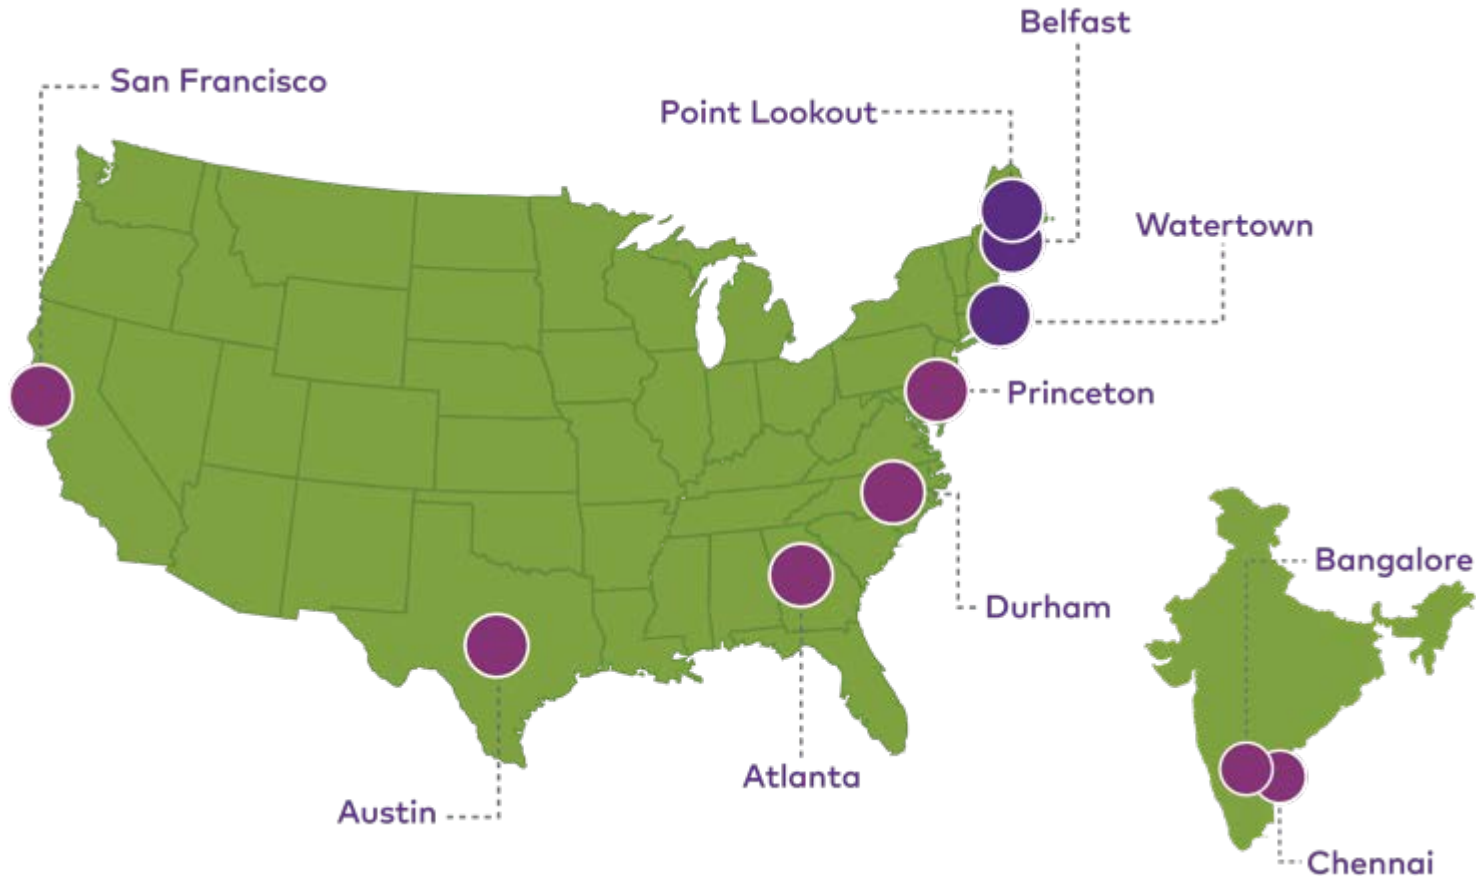 Belfast
San Francisco
Point Lookout
Watertown
Princeton
Bangalore
Durham
Atlanta
Austin
Chennai